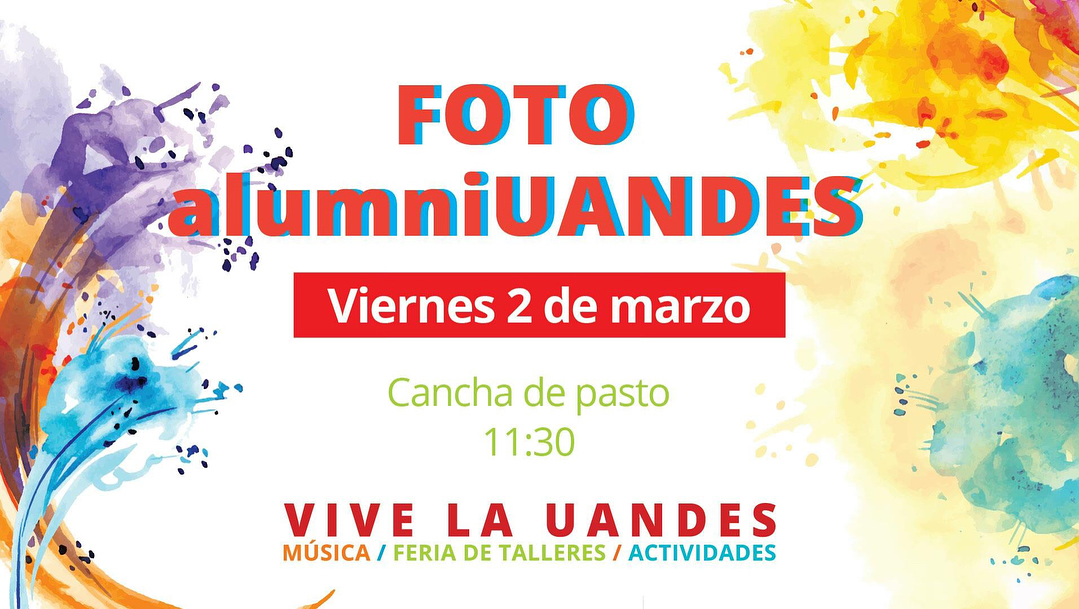 FOTO
alumniUANDES
Viernes 2 de marzo
Cancha de pasto
11:30
VIVE LA UANDES
MÚSICA / FERIA DE TALLERES / ACTIVIDADES